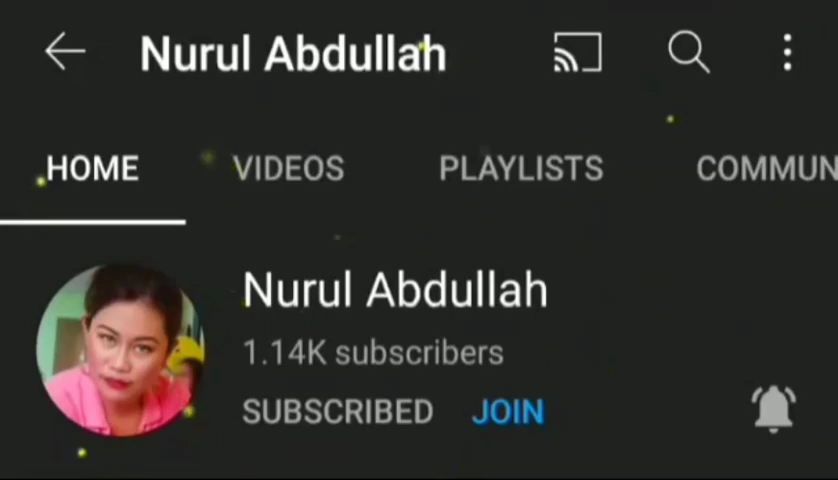 Nurul Abdullah
HOME VIDEOS PLAYLISTS COMMUN
Nurul Abdullah
1.14K subscribers
SUBSCRIBED JOIN